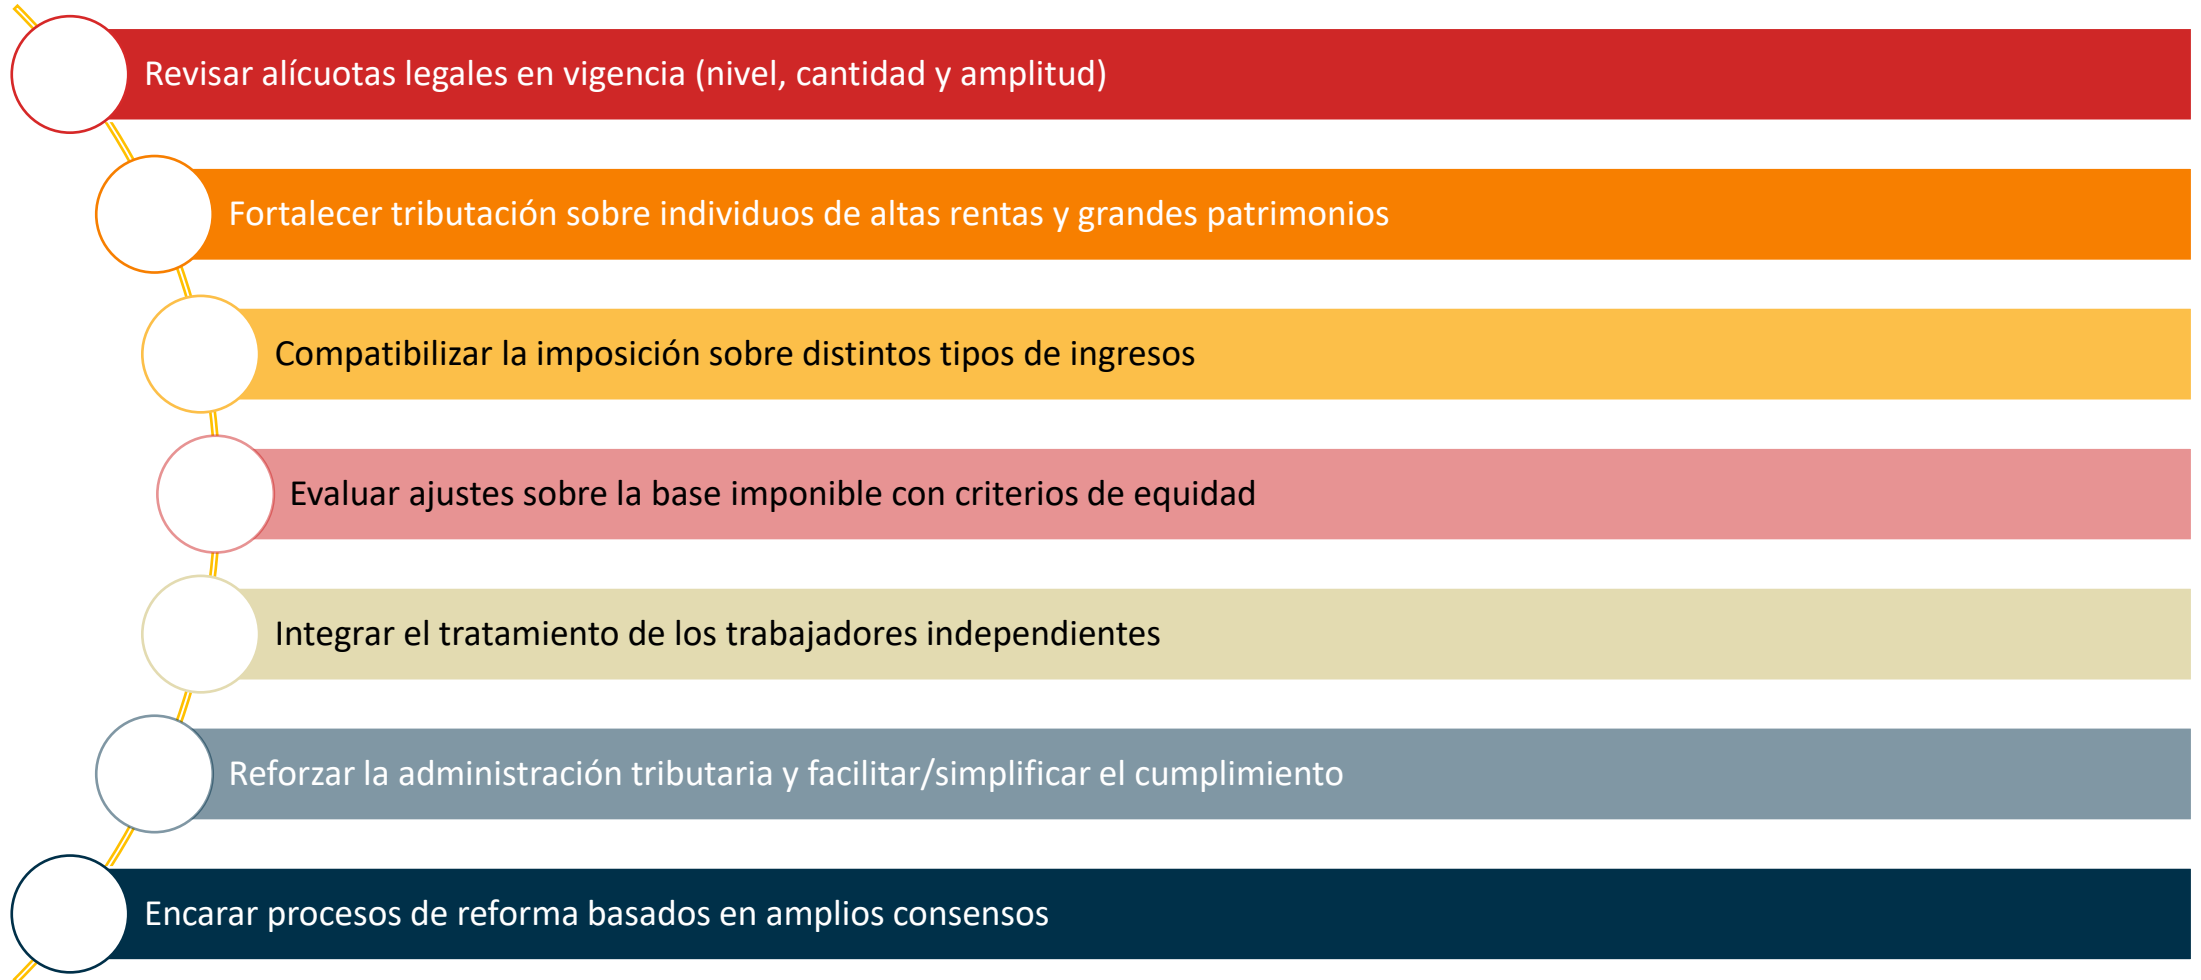 Revisar alícuotas legales en vigencia (nivel, cantidad y amplitud)
Fortalecer tributación sobre individuos de altas rentas y grandes patrimonios
Compatibilizar la imposición sobre distintos tipos de ingresos
Evaluar ajustes sobre la base imponible con criterios de equidad
Integrar el tratamiento de los trabajadores independientes
Reforzar la administración tributaria y facilitar/simplificar el cumplimiento
Encarar procesos de reforma basados en amplios consensos